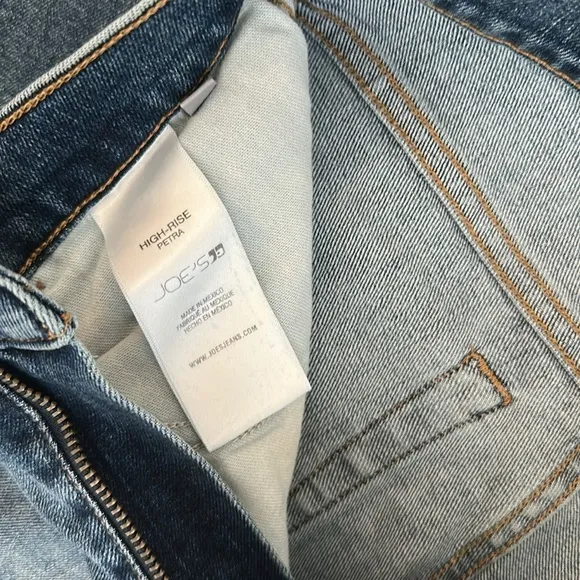 HIGH-RISE
PETRA
JOE'S
MADE IN MEXICO
FABRIQUÉ AU MEXIQUE
HECHO EN MÉXICO
WWW.JOESJEANS.COM